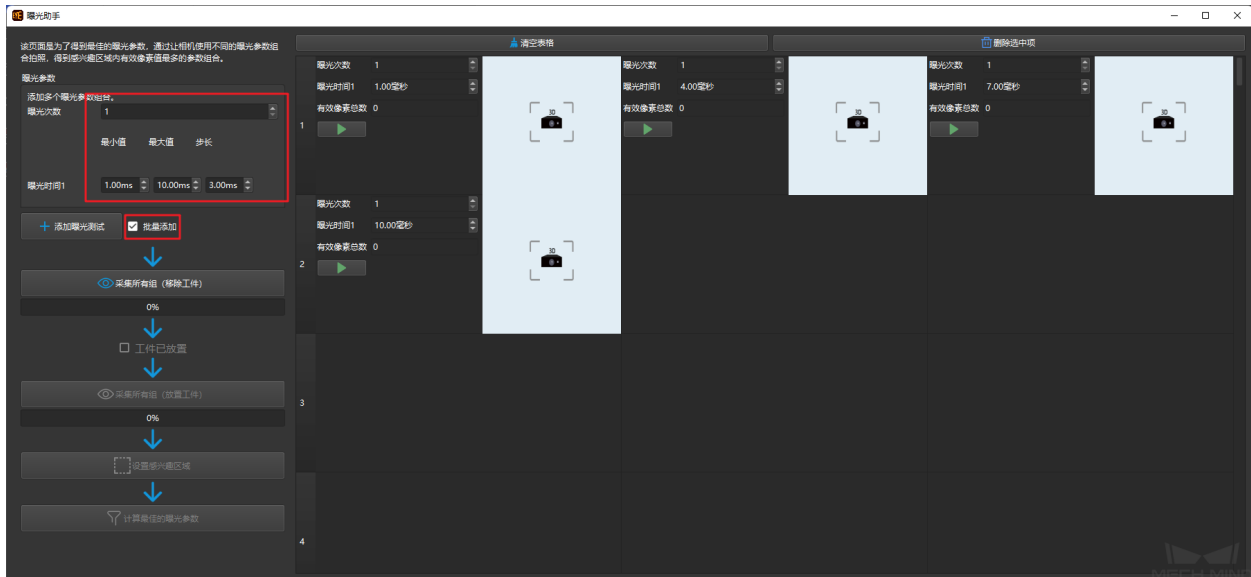 曝光助手
该页面是为了得到最佳的曝光参数，通过让相机使用不同的曝光参数组
合拍照，得到感兴趣区域内有效像素值最多的参数组合。
曝光参数
添加多个曝光参数组合。
曝光次数 1
最小值 最大值 步长
曝光时间1 1.00ms 10.00ms 3.00ms
添加曝光测试 批量添加
采集所有组（移除工件）
0%
工件已放置
采集所有组（放置工件）
0%
设置感兴趣区域
计算最佳的曝光参数
清空表格 删除选中项
1
曝光次数 1
曝光时间1 1.00毫秒
有效像素总数 0
3D
曝光次数 1
曝光时间1 4.00毫秒
有效像素总数 0
3D
曝光次数 1
曝光时间1 7.00毫秒
有效像素总数 0
3D
2
曝光次数 1
曝光时间1 10.00毫秒
有效像素总数 0
3D
3
4
MECH MIND